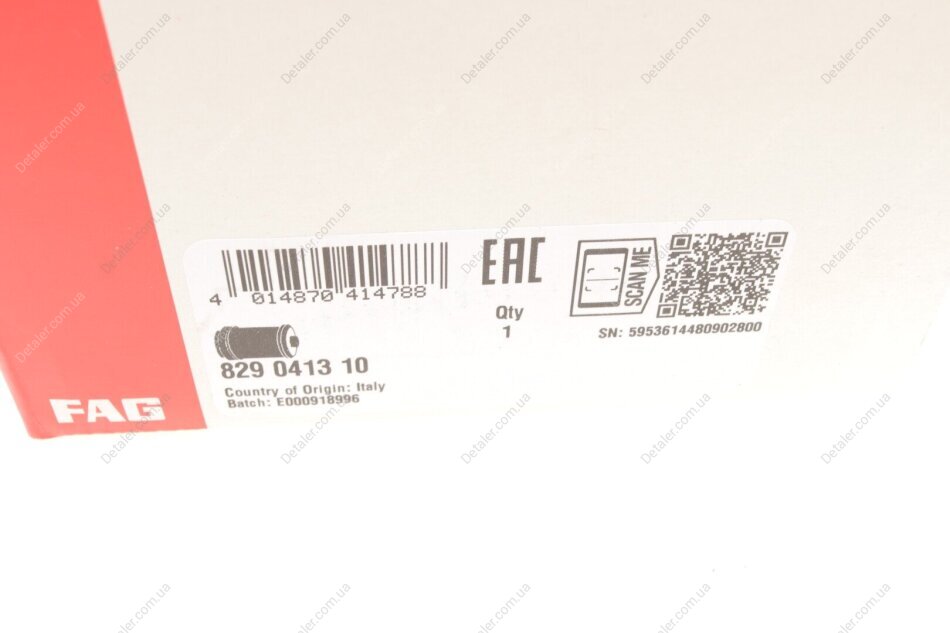 4 014870 414788
EAC
Qty
1
SCAN ME
SN: 5953614480902800
829 0413 10
Country of Origin: Italy
Batch: E000918996
FAG
Detaler.com.ua